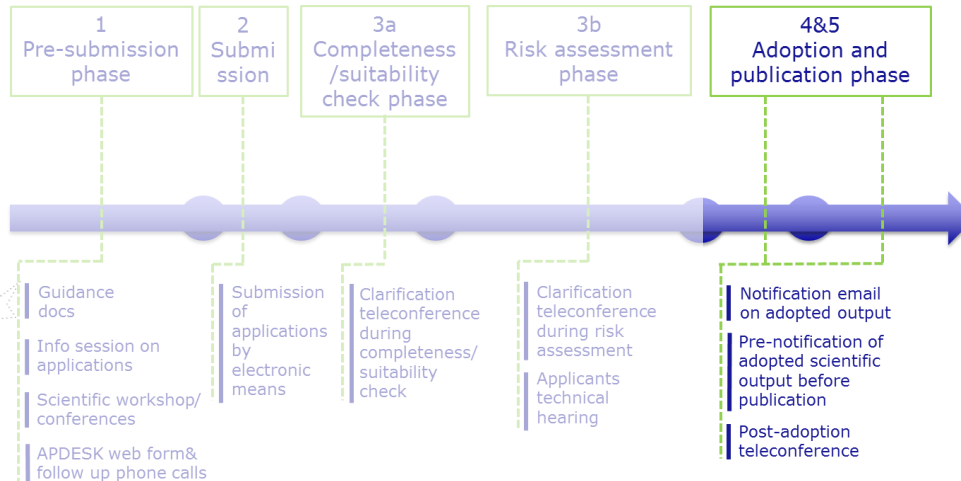 1
Pre-submission
phase
2
Submi
ssion
3a
Completeness
/suitability
check phase
3b
Risk assessment
phase
4&5
Adoption and
publication phase
Guidance
docs
Info session on
applications
Scientific workshop/
conferences
APDESK web form&
follow up phone calls
Submission
of
applications
by
electronic
means
Clarification
teleconference
during
completeness/
suitability
check
Clarification
teleconference
during risk
assessment
Applicants
technical
hearing
Notification email
on adopted output
Pre-notification of
adopted scientific
output before
publication
Post-adoption
teleconference